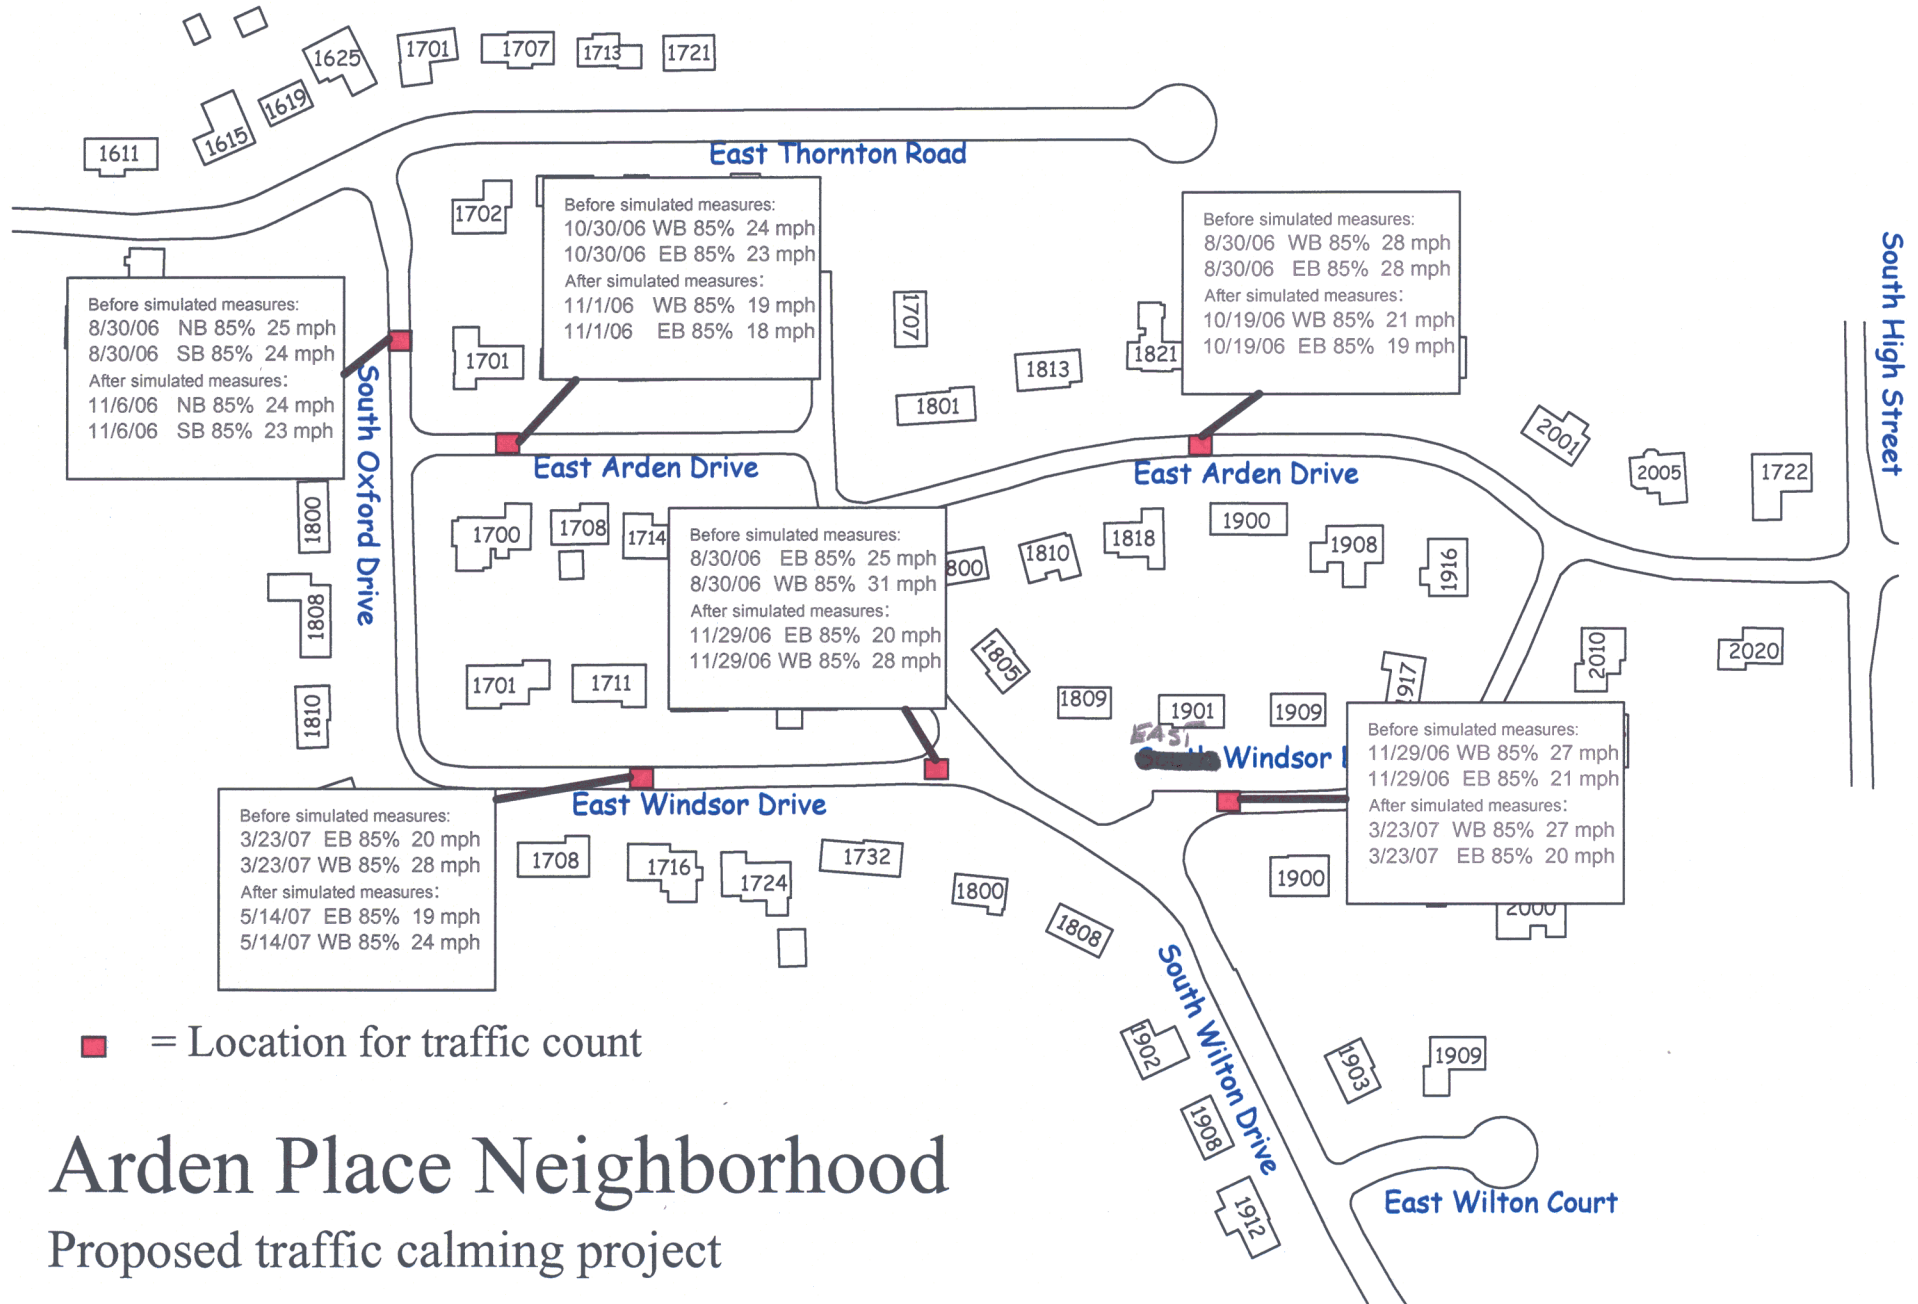 1625
1701
1707
1713
1721
1619
1615
1611
East Thornton Road
1702
Before simulated measures:
10/30/06 WB 85% 24 mph
10/30/06 EB 85% 23 mph
After simulated measures:
11/1/06 WB 85% 19 mph
11/1/06 EB 85% 18 mph
Before simulated measures:
8/30/06 WB 85% 28 mph
8/30/06 EB 85% 28 mph
After simulated measures:
10/19/06 WB 85% 21 mph
10/19/06 EB 85% 19 mph
South High Street
Before simulated measures:
8/30/06 NB 85% 25 mph
8/30/06 SB 85% 24 mph
After simulated measures:
11/6/06 NB 85% 24 mph
11/6/06 SB 85% 23 mph
South Oxford Drive
1701
1707
1801
1813
1821
East Arden Drive
East Arden Drive
2001
2005
1722
1800
1700
1708
1714
Before simulated measures:
8/30/06 EB 85% 25 mph
8/30/06 WB 85% 31 mph
After simulated measures:
11/29/06 EB 85% 20 mph
11/29/06 WB 85% 28 mph
800
1810
1818
1900
1908
1916
1808
1810
1701
1711
1805
1809
1901
1909
1917
2010
2020
EAST
Windsor
Before simulated measures:
11/29/06 WB 85% 27 mph
11/29/06 EB 85% 21 mph
After simulated measures:
3/23/07 WB 85% 27 mph
3/23/07 EB 85% 20 mph
East Windsor Drive
Before simulated measures:
3/23/07 EB 85% 20 mph
3/23/07 WB 85% 28 mph
After simulated measures:
5/14/07 EB 85% 19 mph
5/14/07 WB 85% 24 mph
1708
1716
1724
1732
1800
1808
1900
2000
South Wilton Drive
1902
1908
1912
1903
1909
East Wilton Court
= Location for traffic count
Arden Place Neighborhood
Proposed traffic calming project